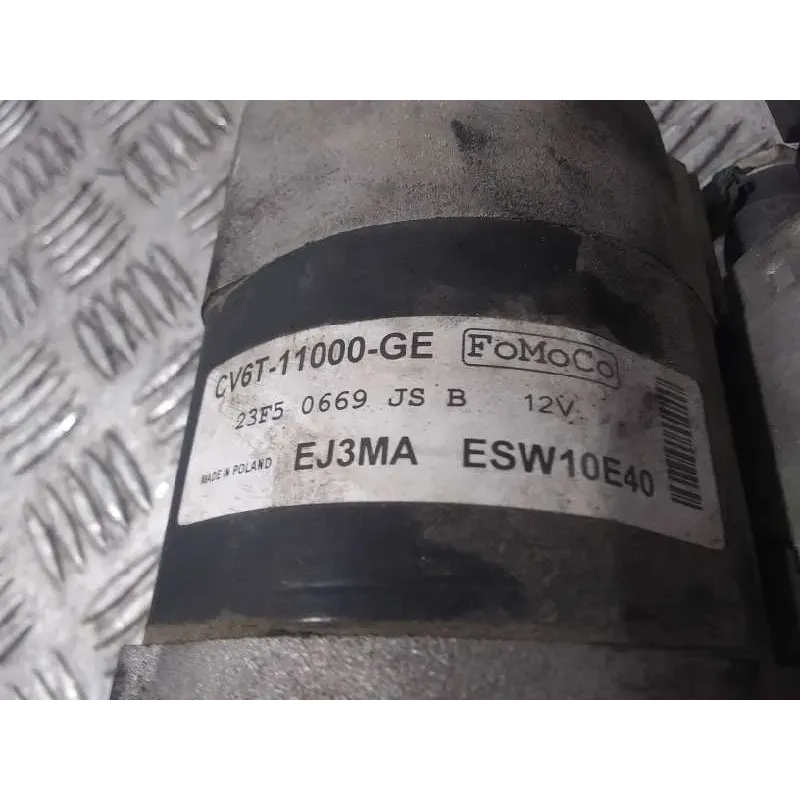 CV6T-11000-GE FoMoCo
23F5 0669 JS B 12V
MADE IN POLAND EJ3MA ESW10E40